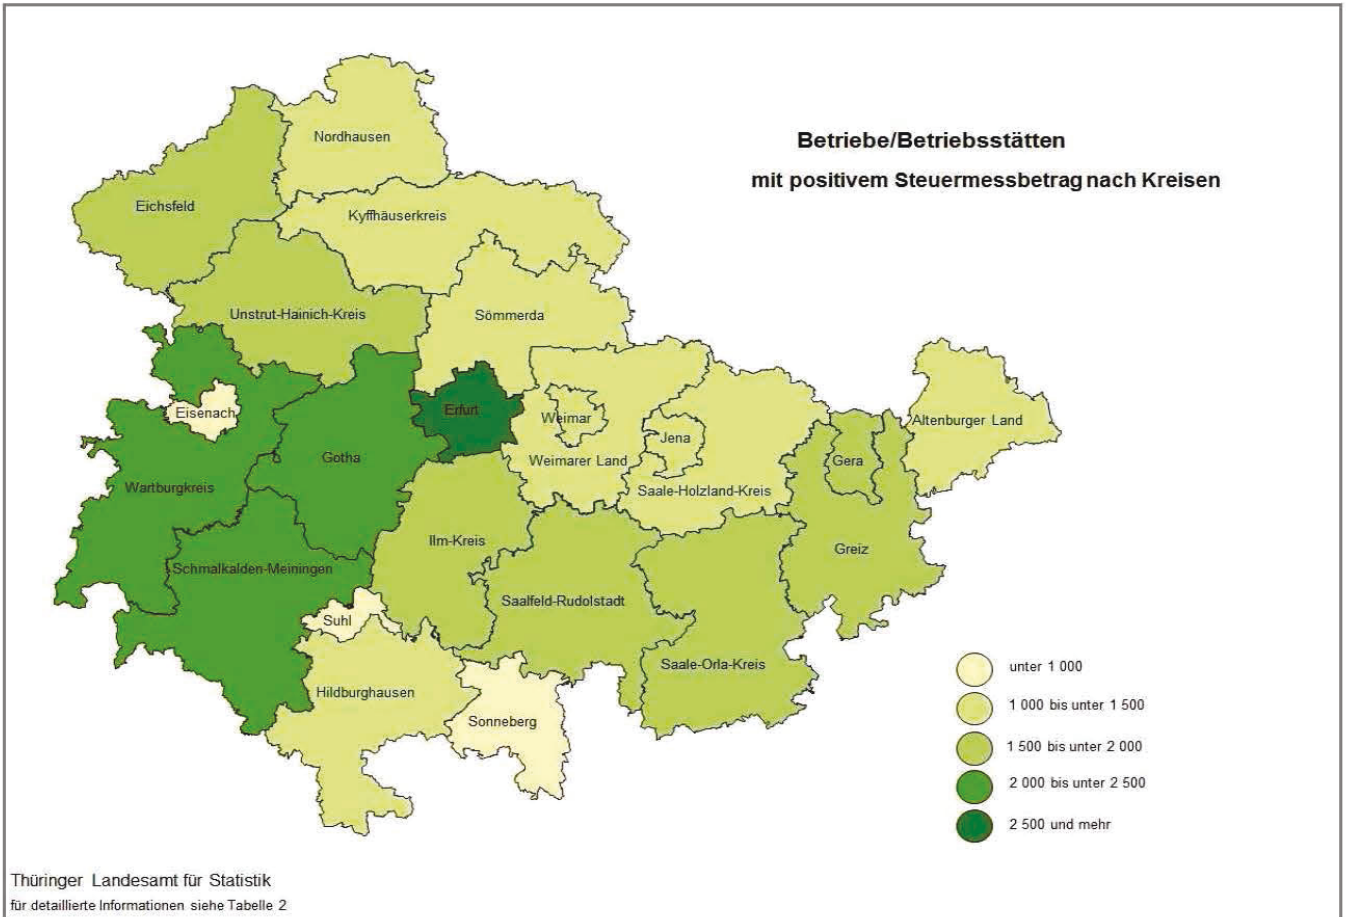 Betriebe/Betriebsstätten
mit positivem Steuermessbetrag nach Kreisen
Nordhausen
Eichsfeld
Kyffhäuserkreis
Unstrut-Hainich-Kreis
Sömmerda
Eisenach
Erfurt
Weimar
Altenburger Land
Jena
Gotha
Weimarer Land
Gera
Wartburgkreis
Saale-Holzland-Kreis
Ilm-Kreis
Greiz
Schmalkalden-Meiningen
Saalfeld-Rudolstadt
Suhl
Saale-Orla-Kreis
Hildburghausen
Sonneberg
unter 1 000
1 000 bis unter 1 500
1 500 bis unter 2 000
2 000 bis unter 2 500
2 500 und mehr
Thüringer Landesamt für Statistik
für detaillierte Informationen siehe Tabelle 2